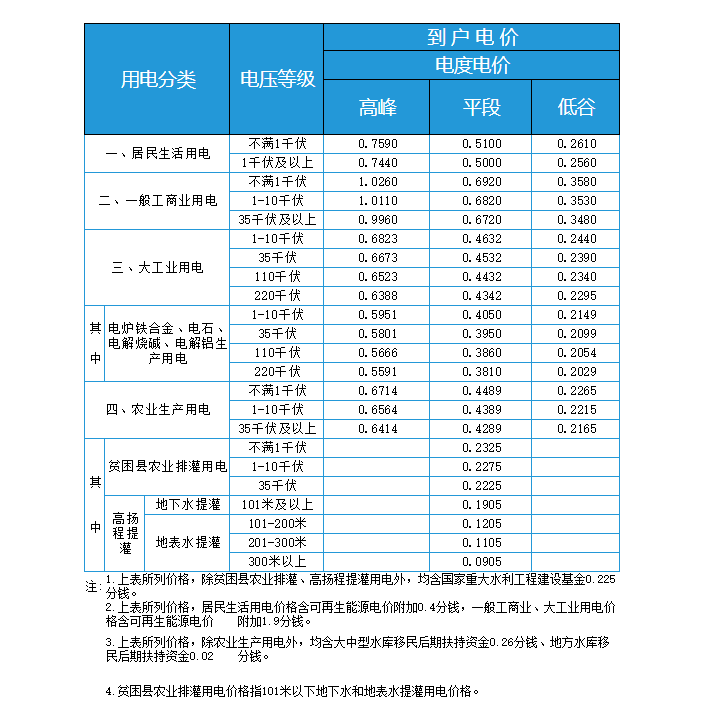 用电分类 电压等级 到户电价
电度电价
高峰 平段 低谷
一、居民生活用电 不满1千伏 0.7590 0.5100 0.2610
1千伏及以上 0.7440 0.5000 0.2560
二、一般工商业用电 不满1千伏 1.0260 0.6920 0.3580
1-10千伏 1.0110 0.6820 0.3530
35千伏及以上 0.9960 0.6720 0.3480
三、大工业用电 1-10千伏 0.6823 0.4632 0.2440
35千伏 0.6673 0.4532 0.2390
110千伏 0.6523 0.4432 0.2340
220千伏 0.6388 0.4342 0.2295
其中 电炉铁合金、电石、电解烧碱、电解铝生产用电 1-10千伏 0.5951 0.4050 0.2149
35千伏 0.5801 0.3950 0.2099
110千伏 0.5666 0.3860 0.2054
220千伏 0.5591 0.3810 0.2029
四、农业生产用电 不满1千伏 0.6714 0.4489 0.2265
1-10千伏 0.6564 0.4389 0.2215
35千伏及以上 0.6414 0.4289 0.2165
其中 贫困县农业排灌用电 不满1千伏 0.2325
1-10千伏 0.2275
35千伏 0.2225
高扬程提灌 地下水提灌 101米及以上 0.1905
地表水提灌 101-200米 0.1205
201-300米 0.1105
300米以上 0.0905
注: 1.上表所列价格，除贫困县农业排灌、高扬程提灌用电外，均含国家重大水利工程建设基金0.225
分钱。
2.上表所列价格，居民生活用电价格含可再生能源电价附加0.4分钱，一般工商业、大工业用电价
格含可再生能源电价 附加1.9分钱。
3.上表所列价格，除农业生产用电外，均含大中型水库移民后期扶持资金0.26分钱、地方水库移
民后期扶持资金0.02 分钱。
4.贫困县农业排灌用电价格指101米以下地下水和地表水提灌用电价格。